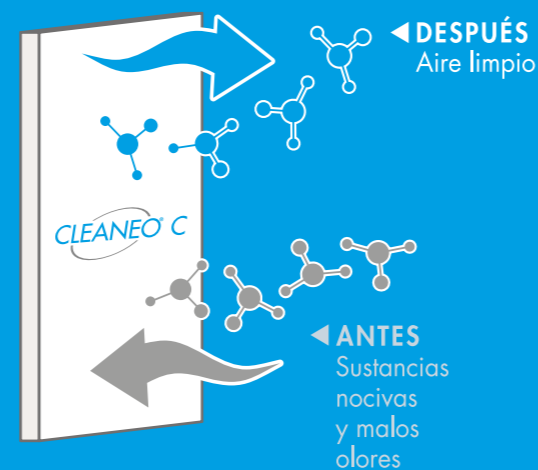 DESPUÉS
Aire limpio
CLEANEO® C
ANTES
Sustancias
nocivas
y malos
olores